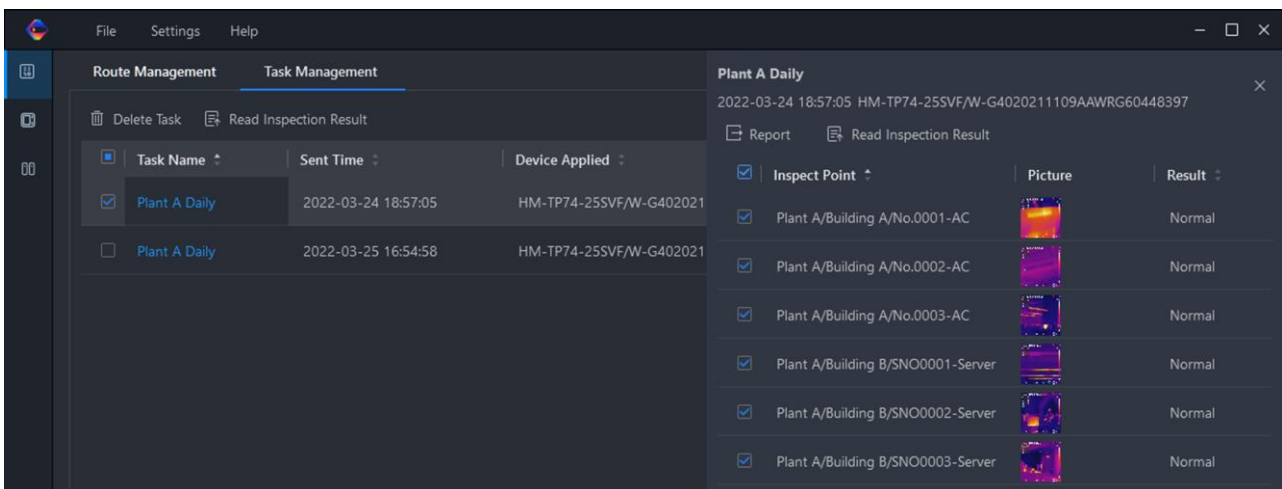 File Settings Help
Route Management Task Management
Delete Task Read Inspection Result
Task Name Sent Time Device Applied
Plant A Daily 2022-03-24 18:57:05 HM-TP74-25SVF/W-G402021
Plant A Daily 2022-03-25 16:54:58 HM-TP74-25SVF/W-G402021
Plant A Daily
2022-03-24 18:57:05 HM-TP74-25SVF/W-G4020211109AAWRG60448397
Report Read Inspection Result
Inspect Point Picture Result
Plant A/Building A/No.0001-AC Normal
Plant A/Building A/No.0002-AC Normal
Plant A/Building A/No.0003-AC Normal
Plant A/Building B/SNO0001-Server Normal
Plant A/Building B/SNO0002-Server Normal
Plant A/Building B/SNO0003-Server Normal